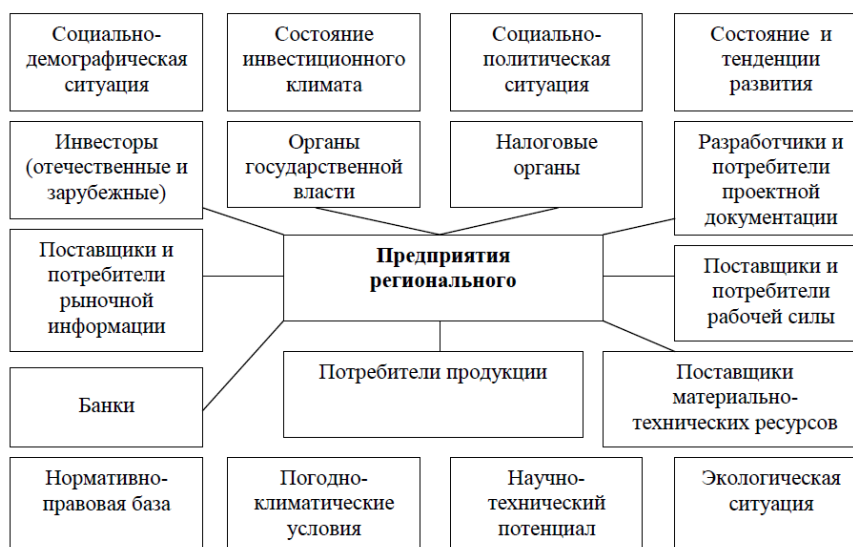 Социально-
демографическая
ситуация
Состояние
инвестиционного
климата
Социально-
политическая
ситуация
Состояние и
тенденции
развития
Инвесторы
(отечественные и
зарубежные)
Органы
государственной
власти
Налоговые
органы
Разработчики и
потребители
проектной
документации
Поставщики и
потребители
рыночной
информации
Предприятия
регионального
Поставщики и
потребители
рабочей силы
Банки
Потребители продукции
Поставщики
материально-
технических ресурсов
Нормативно-
правовая база
Погодно-
климатические
условия
Научно-
технический
потенциал
Экологическая
ситуация